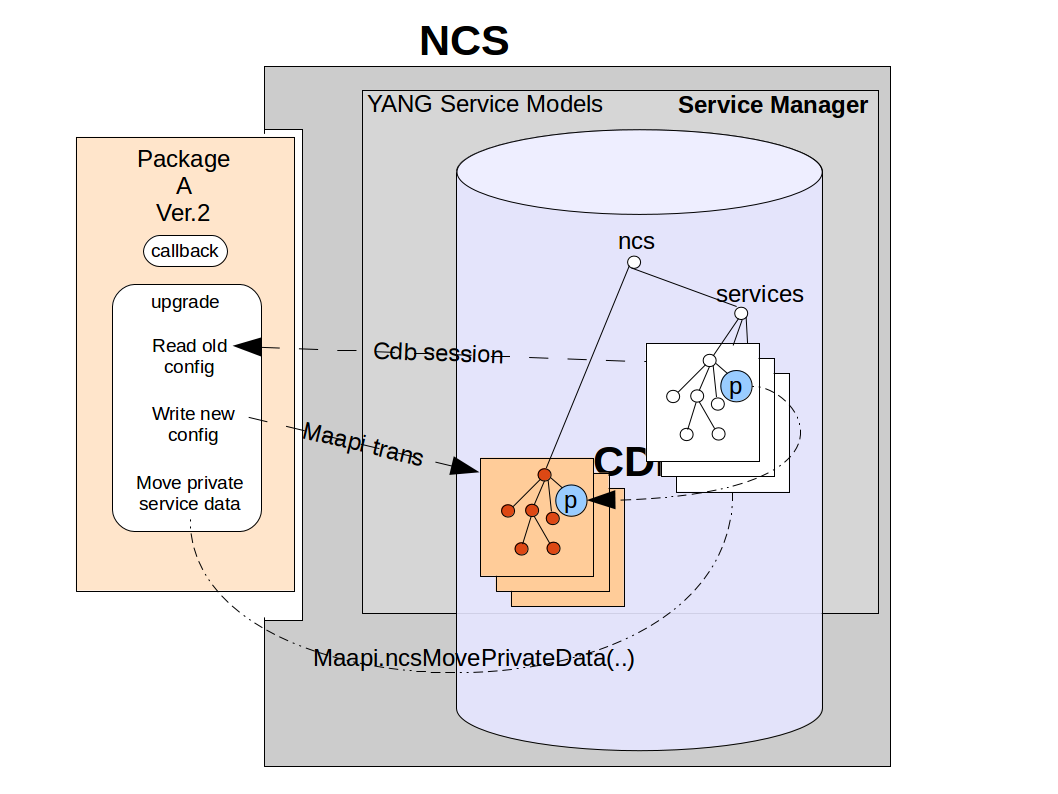 NCS
YANG Service Models
Service Manager
Package
A
Ver.2
callback
upgrade
Read old
config
Write new
config
Move private
service data
ncs
services
Cdb session
p
Maapi trans
CD
p
Maapi.ncsMovePrivateData(..)